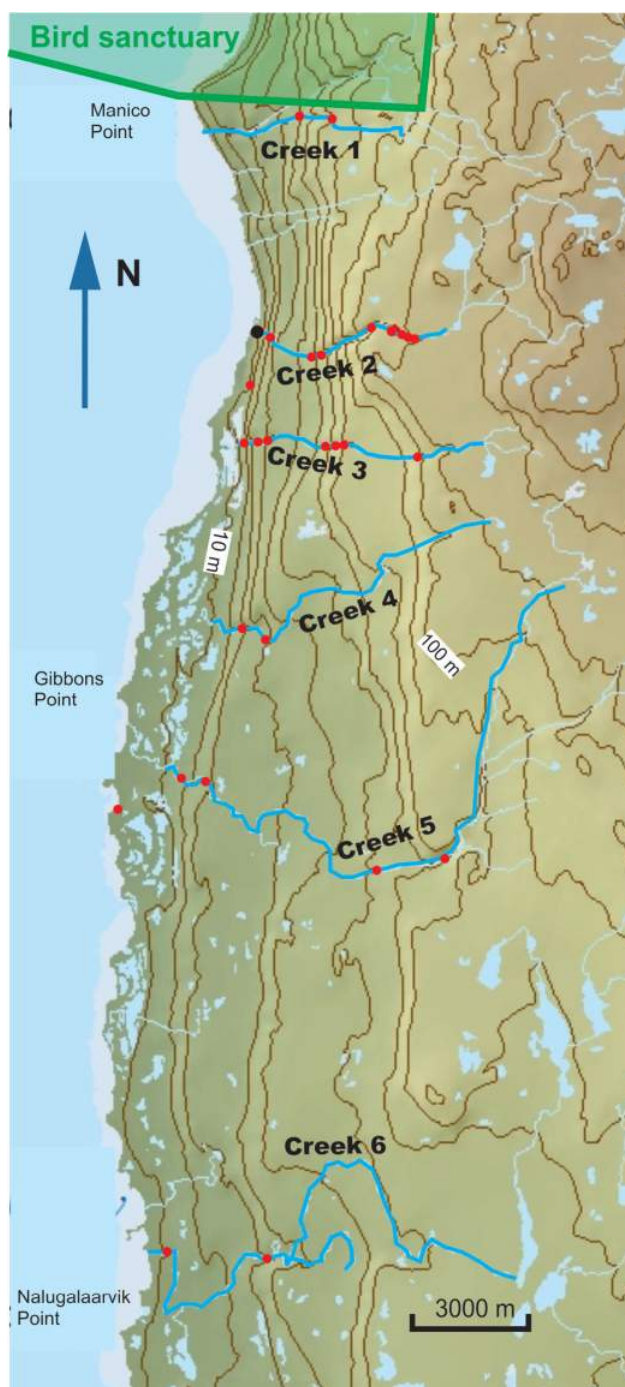 Bird sanctuary
Manico
Point
Creek 1
N
Creek 2
Creek 3
10 m
Creek 4
100 m
Gibbons
Point
Creek 5
Creek 6
Nalugalaarvik
Point
3000 m